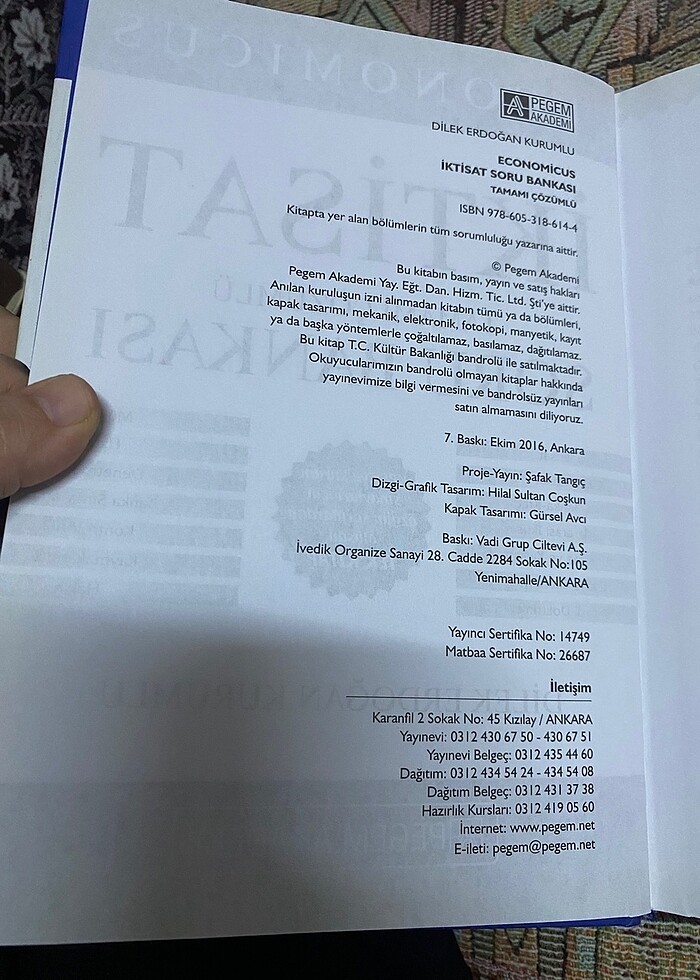 PEGEM
AKADEMİ
DİLEK ERDOĞAN KURUMLU
ECONOMICUS
İKTİSAT SORU BANKASI
TAMAMI ÇÖZÜMLÜ
ISBN 978-605-318-614-4
Kitapta yer alan bölümlerin tüm sorumluluğu yazarına aittir.
© Pegem Akademi
Bu kitabın basım, yayın ve satış hakları
Pegem Akademi Yay. Eğt. Dan. Hizm. Tic. Ltd. Şti'ye aittir.
Anılan kuruluşun izni alınmadan kitabın tümü ya da bölümleri,
kapak tasarımı, mekanik, elektronik, fotokopi, manyetik, kayıt
ya da başka yöntemlerle çoğaltılamaz, basılamaz, dağıtılamaz.
Bu kitap T.C. Kültür Bakanlığı bandrolü ile satılmaktadır.
Okuyucularımızın bandrolü olmayan kitaplar hakkında
yayınevimize bilgi vermesini ve bandrolsüz yayınları
satın almamasını diliyoruz.
7. Baskı: Ekim 2016, Ankara
Proje-Yayın: Şafak Tangıç
Dizgi-Grafik Tasarım: Hilal Sultan Coşkun
Kapak Tasarımı: Gürsel Avcı
Baskı: Vadi Grup Ciltevi A.Ş.
İvedik Organize Sanayi 28. Cadde 2284 Sokak No:105
Yenimahalle/ANKARA
Yayıncı Sertifika No: 14749
Matbaa Sertifika No: 26687
İletişim
Karanfil 2 Sokak No: 45 Kızılay / ANKARA
Yayınevi: 0312 430 67 50 - 430 67 51
Yayınevi Belgeç: 0312 435 44 60
Dağıtım: 0312 434 54 24 - 434 54 08
Dağıtım Belgeç: 0312 431 37 38
Hazırlık Kursları: 0312 419 05 60
İnternet: www.pegem.net
E-ileti: pegem@pegem.net